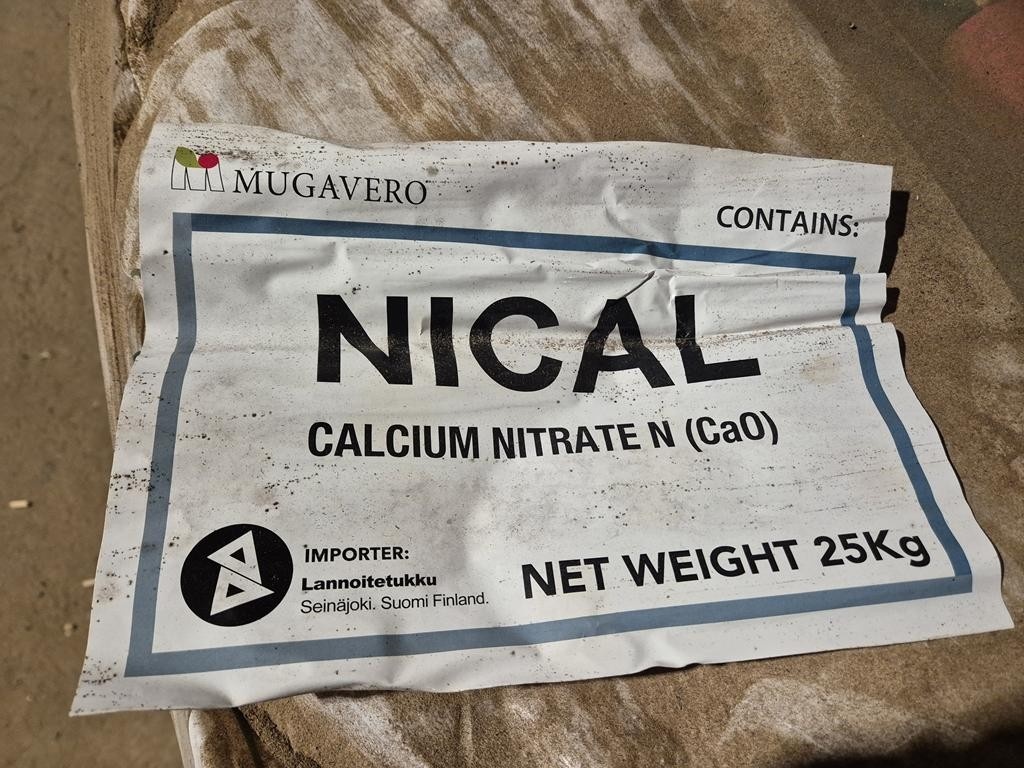 MUGAVERO
CONTAINS:
NICAL
CALCIUM NITRATE N (CaO)
IMPORTER:
Lannoitetukku
Seinäjoki. Suomi Finland.
NET WEIGHT 25Kg